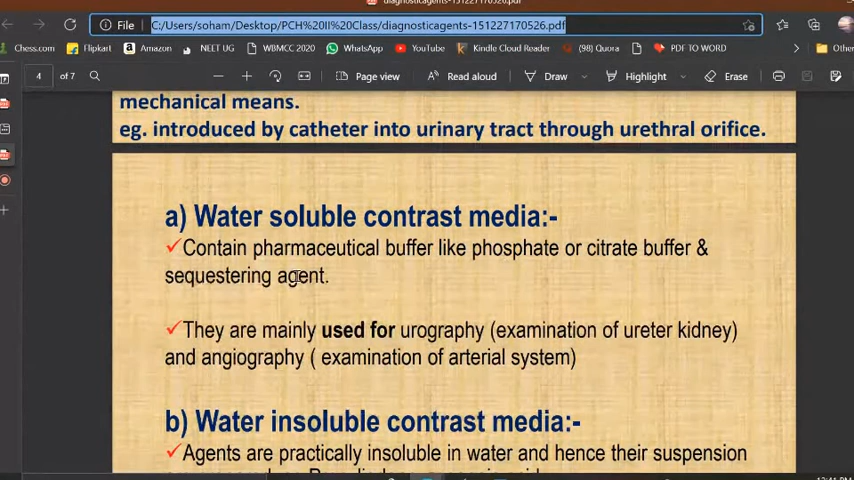 diagnosticagents-151227170526.pdf
File C:/Users/soham/Desktop/PCH%20II%20Class/diagnosticagents-151227170526.pdf
Chess.com Flipkart Amazon NEET UG WBMCC 2020 WhatsApp YouTube Kindle Cloud Reader (98) Quora PDF TO WORD Other
4 of 7 Page view Read aloud Draw Highlight Erase
mechanical means.
eg. introduced by catheter into urinary tract through urethral orifice.
a) Water soluble contrast media:-
✓Contain pharmaceutical buffer like phosphate or citrate buffer &
sequestering agent.
✓They are mainly used for urography (examination of ureter kidney)
and angiography ( examination of arterial system)
b) Water insoluble contrast media:-
✓Agents are practically insoluble in water and hence their suspension